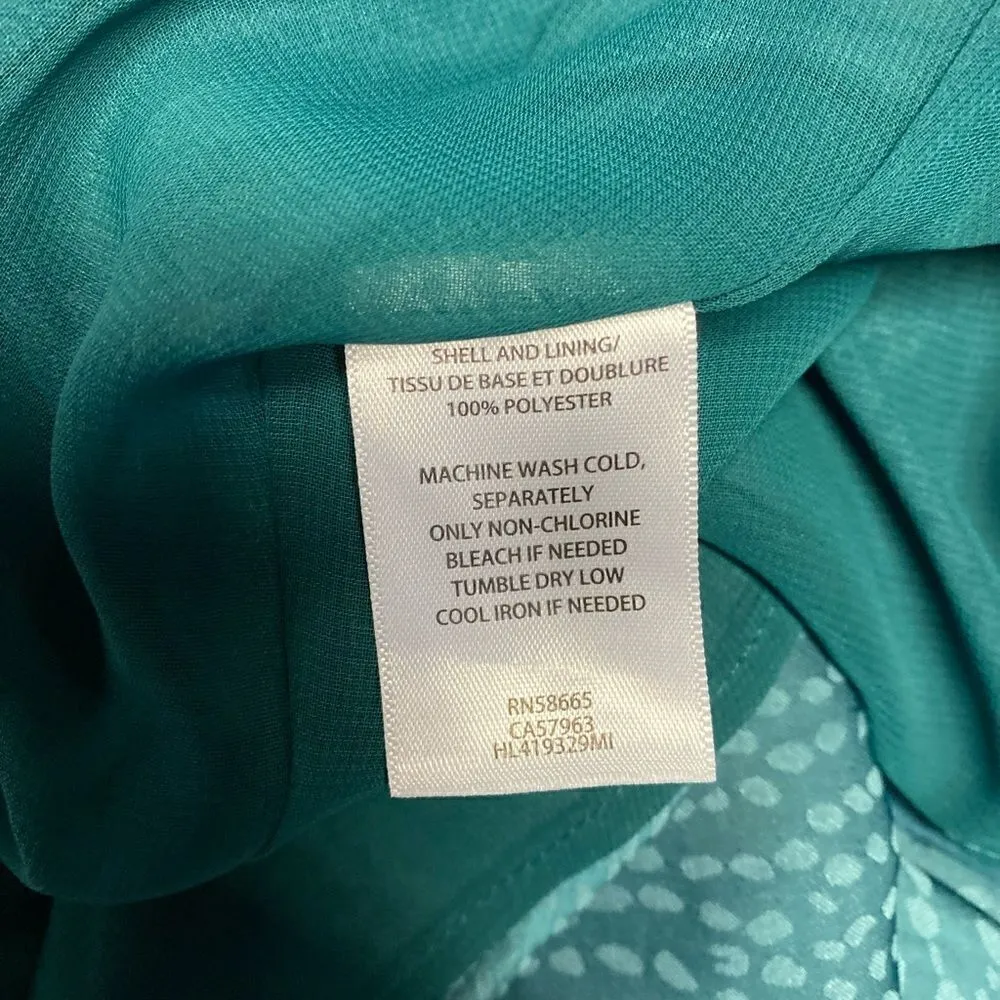 SHELL AND LINING/
TISSU DE BASE ET DOUBLURE
100% POLYESTER
MACHINE WASH COLD,
SEPARATELY
ONLY NON-CHLORINE
BLEACH IF NEEDED
TUMBLE DRY LOW
COOL IRON IF NEEDED
RN58665
CA57963
HL419329MI